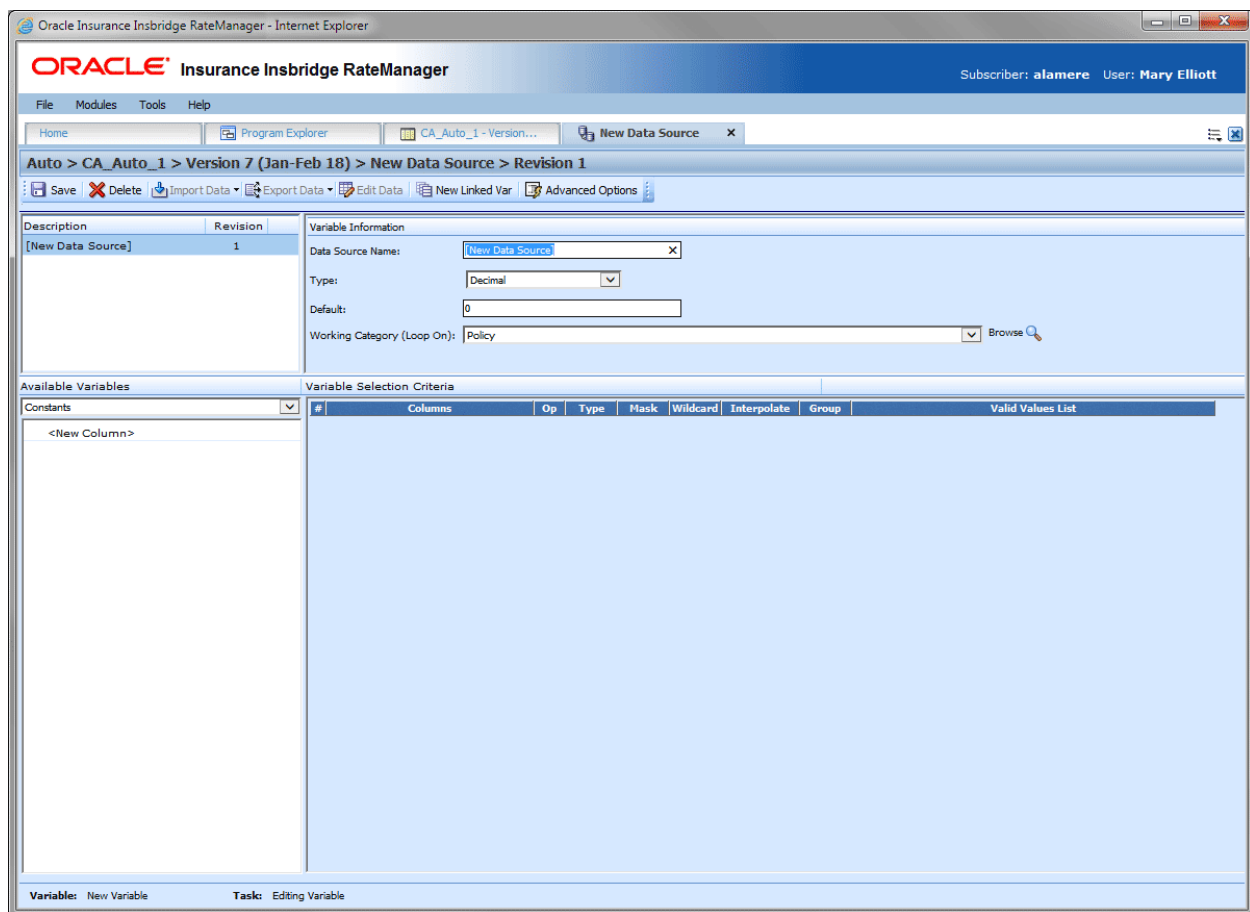 Oracle Insurance Insbridge RateManager - Internet Explorer
ORACLE Insurance Insbridge RateManager
Subscriber: alamere User: Mary Elliott
File Modules Tools Help
Home Program Explorer CA_Auto_1 - Version... New Data Source
Auto > CA_Auto_1 > Version 7 (Jan-Feb 18) > New Data Source > Revision 1
Save Delete Import Data Export Data Edit Data New Linked Var Advanced Options
Description Revision
[New Data Source] 1
Variable Information
Data Source Name: [New Data Source]
Type: Decimal
Default: 0
Working Category (Loop On): Policy Browse
Available Variables
Constants
<New Column>
Variable Selection Criteria
# Columns Op Type Mask Wildcard Interpolate Group Valid Values List
Variable: New Variable Task: Editing Variable